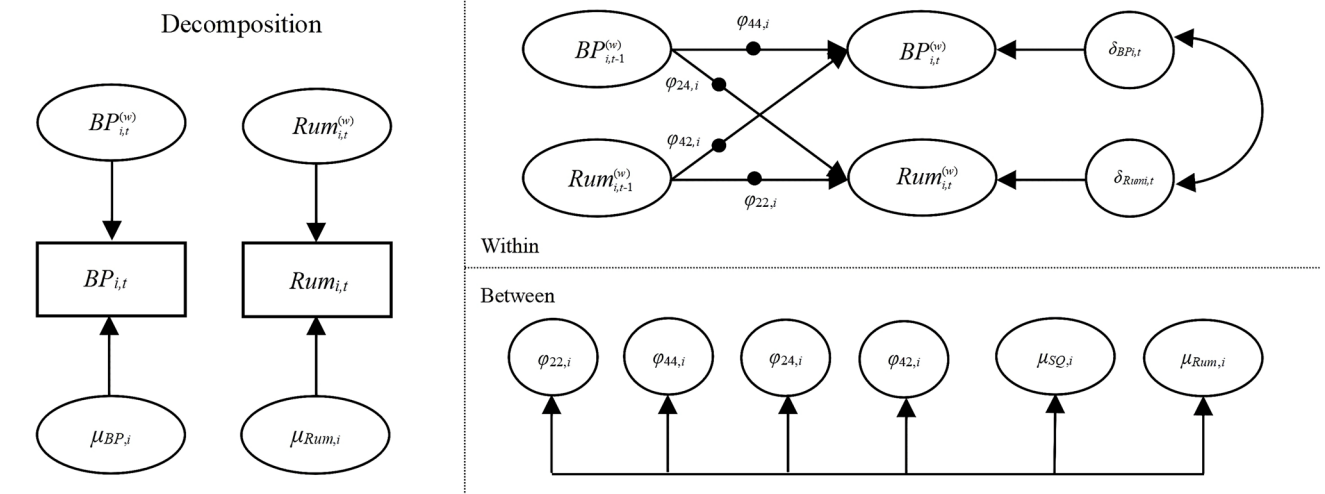 Decomposition
BP(w)i,t
Rum(w)i,t
BPi,t
Rumi,t
μBP,i
μRum,i
BP(w)i,t-1
φ44,i
BP(w)i,t
δBPi,t
φ24,i
φ42,i
Rum(w)i,t-1
φ22,i
Rum(w)i,t
δRumi,t
Within
Between
φ22,i
φ44,i
φ24,i
φ42,i
μSQ,i
μRum,i